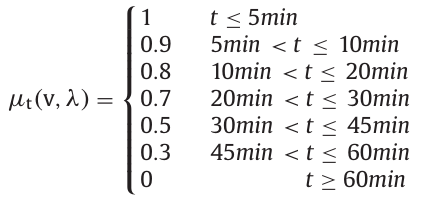 1 t ≤ 5min
0.9 5min < t ≤ 10min
0.8 10min < t ≤ 20min
μt(v, λ) = { 0.7 20min < t ≤ 30min
0.5 30min < t ≤ 45min
0.3 45min < t ≤ 60min
0 t ≥ 60min